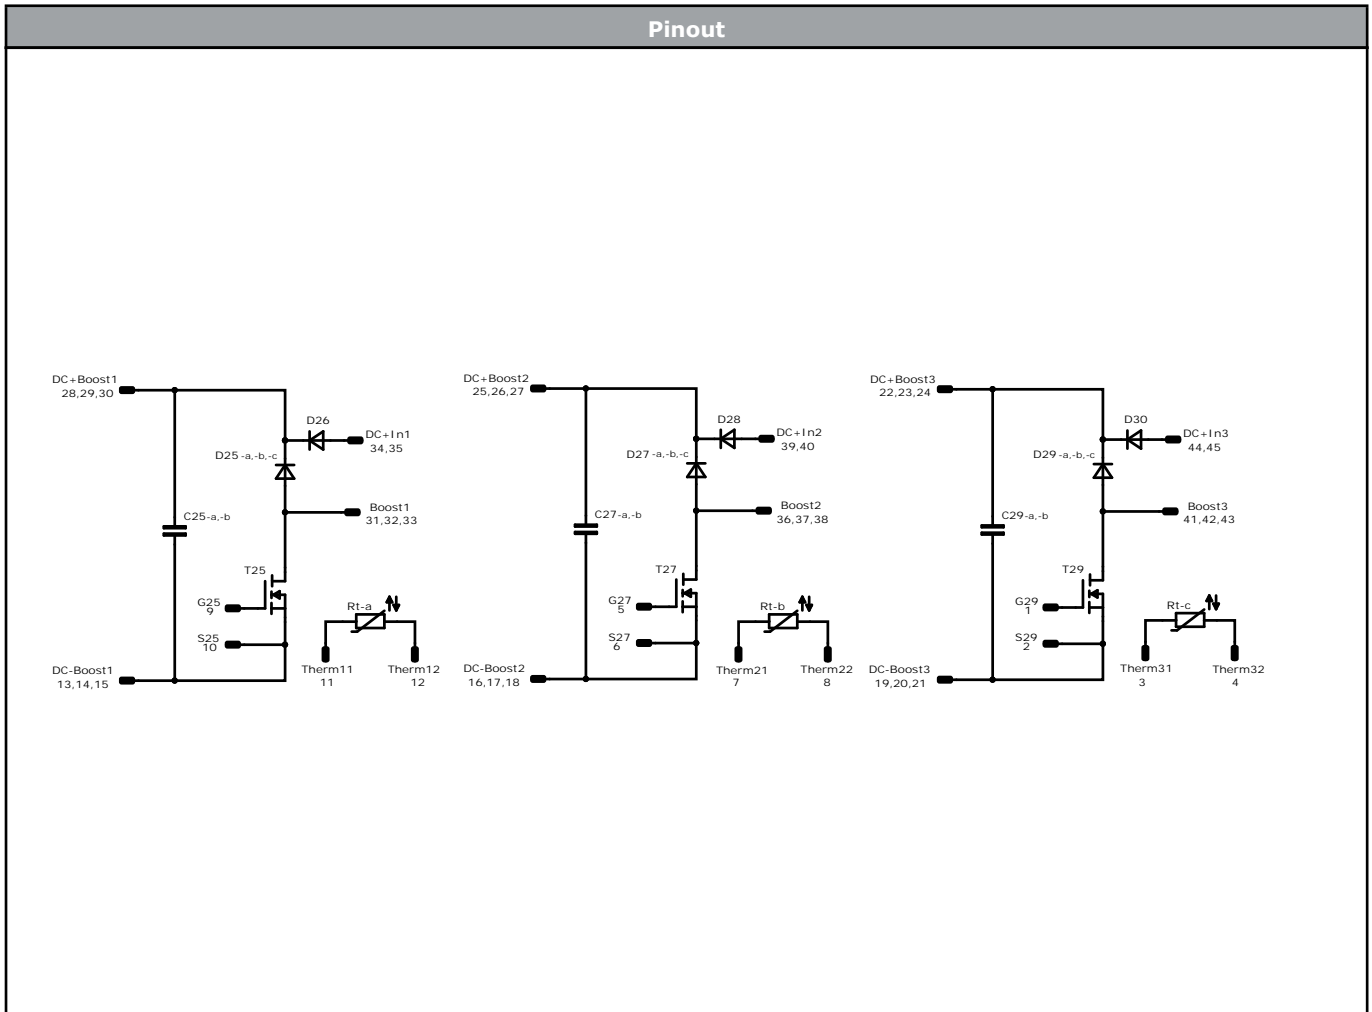 Pinout
DC+Boost1
28,29,30
D26
DC+In1
34,35
D25-a,-b,-c
Boost1
31,32,33
C25-a,-b
T25
G25
9
S25
10
Rt-a
Therm11
11
Therm12
12
DC-Boost1
13,14,15
DC+Boost2
25,26,27
D28
DC+In2
39,40
D27-a,-b,-c
Boost2
36,37,38
C27-a,-b
T27
G27
5
S27
6
Rt-b
Therm21
7
Therm22
8
DC-Boost2
16,17,18
DC+Boost3
22,23,24
D30
DC+In3
44,45
D29-a,-b,-c
Boost3
41,42,43
C29-a,-b
T29
G29
1
S29
2
Rt-c
Therm31
3
Therm32
4
DC-Boost3
19,20,21